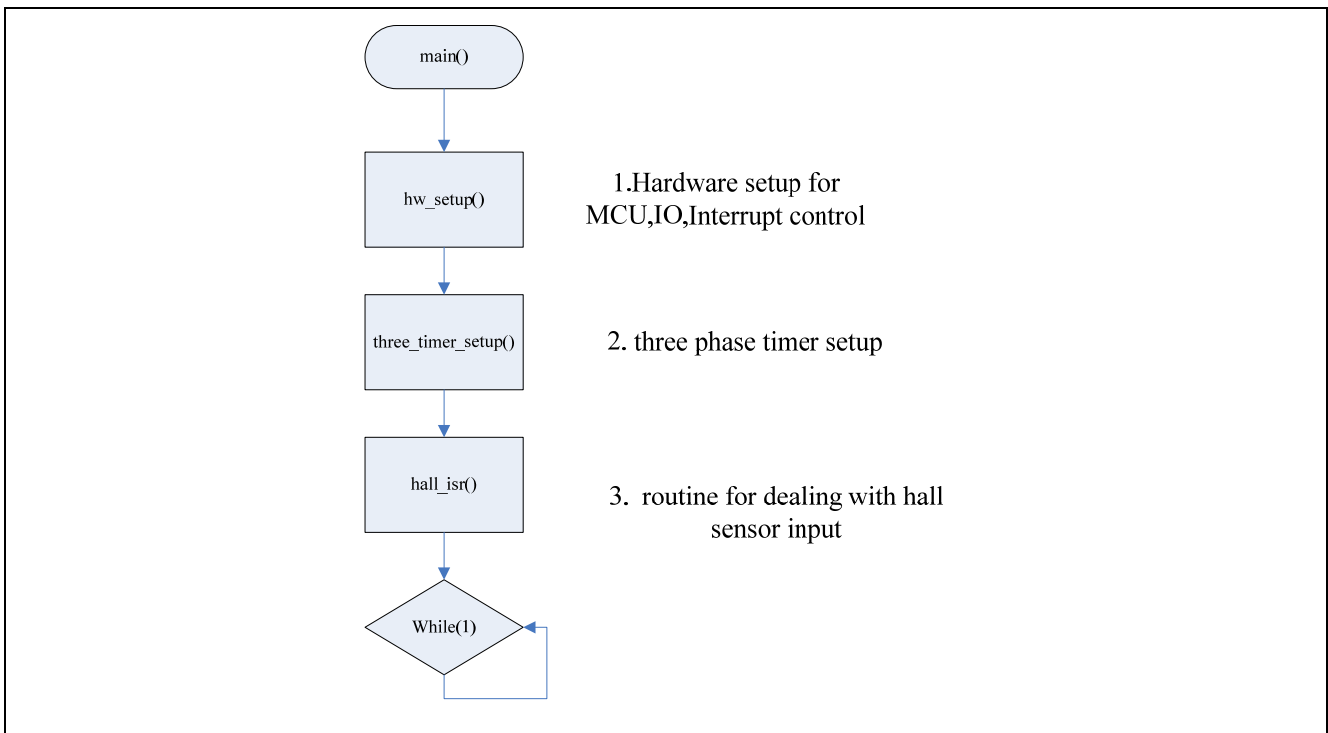 main()
hw_setup()
1.Hardware setup for
MCU,IO,Interrupt control
three_timer_setup()
2. three phase timer setup
hall_isr()
3. routine for dealing with hall
sensor input
While(1)